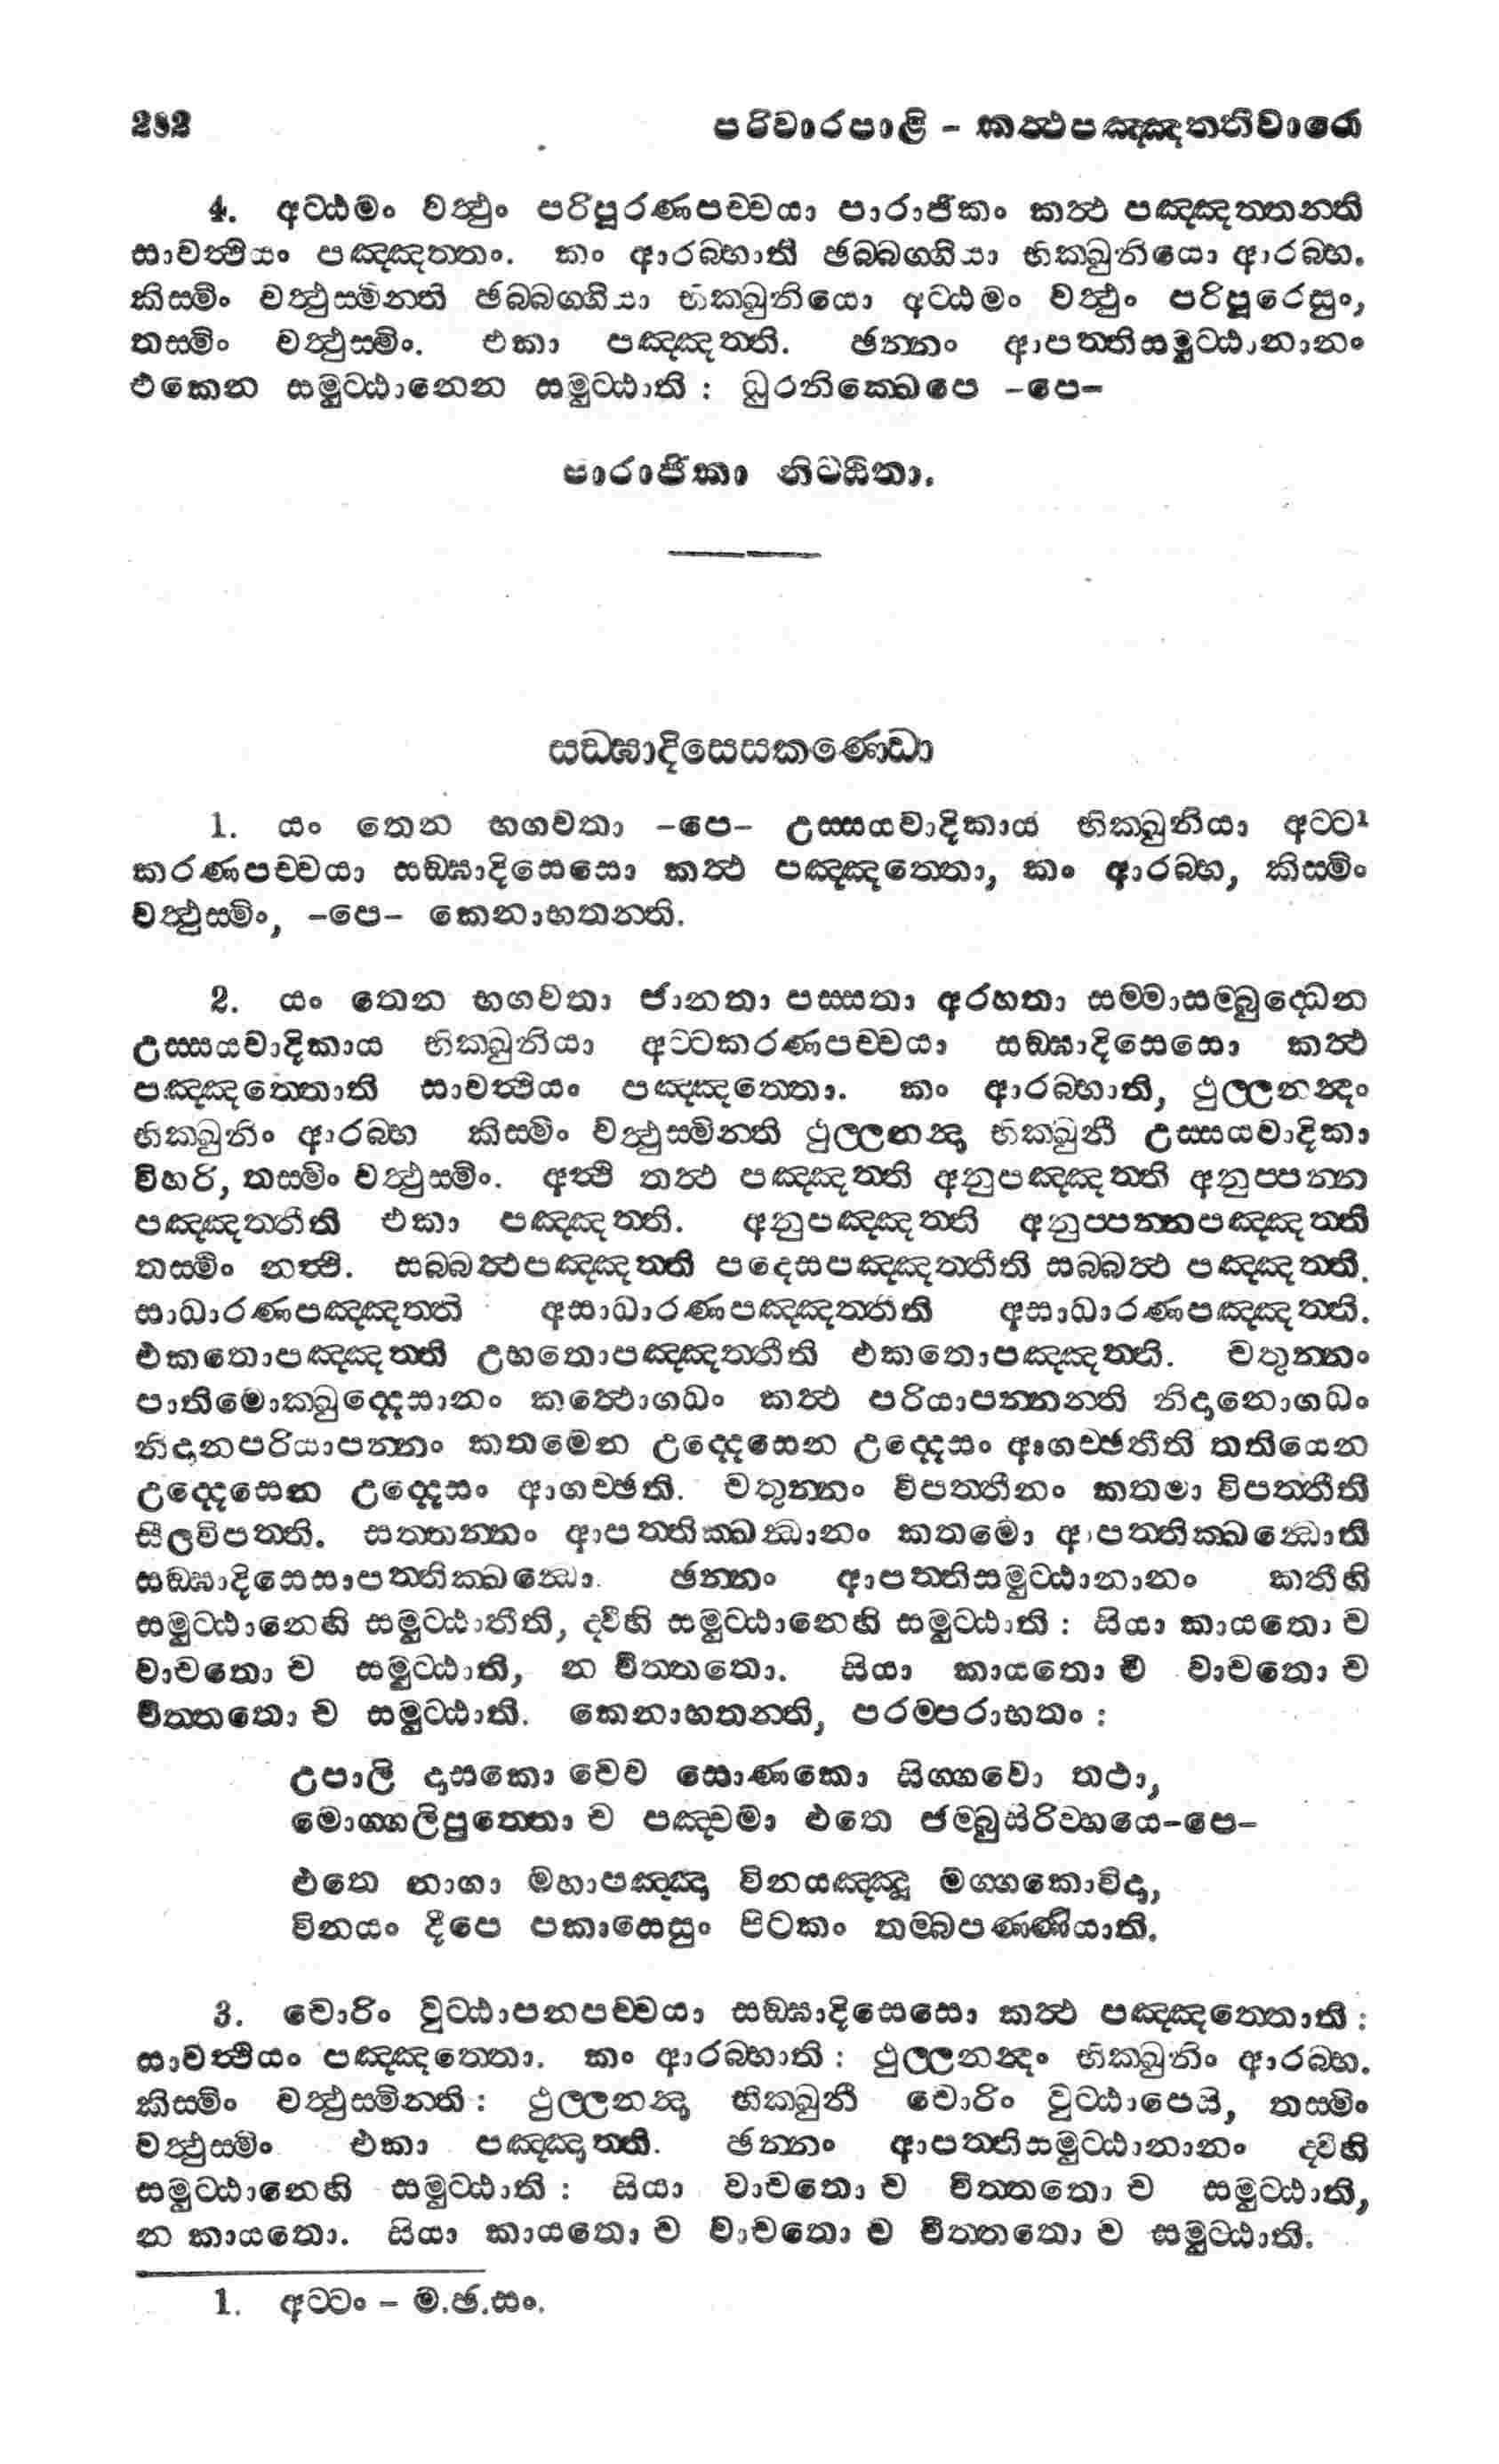 282 පරිවාරපාළි - කත්‍ථපඤ්ඤත්තිවාරො
4. අට්ඨමං වත්‍ථුං පරිපූරණපච්චයා පාරාජිකං කත්‍ථ පඤ්ඤත්තන්ති
සාවත්‍ථියං පඤ්ඤත්තං. කං ආරබ්භාති ඡබ්බග්ගියා භික්ඛුනියො ආරබ්භ.
කිස්මිං වත්‍ථුස්මින්ති ඡබ්බග්ගියා භික්ඛුනියො අට්ඨමං වත්‍ථුං පරිපූරෙසුං,
තස්මිං වත්‍ථුස්මිං. එකා පඤ්ඤත්ති. ඡන්නං ආපත්තිසමුට්ඨානානං
එකෙන සමුට්ඨානෙන සමුට්ඨාති : ධුරනික්ඛෙපෙ -පෙ-
පාරාජිකා නිට්ඨිතා.
සඞ්ඝාදිසෙසකණ්ඩො
1. යං තෙන භගවතා -පෙ- උස්සයවාදිකාය භික්ඛුනියා අට්ට¹
කරණපච්චයා සඞ්ඝාදිසෙසො කත්‍ථ පඤ්ඤත්තො, කං ආරබ්භ, කිස්මිං
වත්‍ථුස්මිං, -පෙ- කෙනාභතන්ති.
2. යං තෙන භගවතා ජානතා පස්සතා අරහතා සම්මාසම්බුද්ධෙන
උස්සයවාදිකාය භික්ඛුනියා අට්ටකරණපච්චයා සඞ්ඝාදිසෙසො කත්‍ථ
පඤ්ඤත්තොති සාවත්‍ථියං පඤ්ඤත්තො. කං ආරබ්භාති, ථුල්ලනන්‍දං
භික්ඛුනිං ආරබ්භ කිස්මිං වත්‍ථුස්මින්ති ථුල්ලනන්‍දා භික්ඛුනී උස්සයවාදිකා
විහරි, තස්මිං වත්‍ථුස්මිං. අත්‍ථි තත්‍ථ පඤ්ඤත්ති අනුපඤ්ඤත්ති අනුප්පන්න
පඤ්ඤත්තීති එකා පඤ්ඤත්ති. අනුපඤ්ඤත්ති අනුප්පන්නපඤ්ඤත්ති
තස්මිං නත්‍ථි. සබ්බත්‍ථපඤ්ඤත්ති පදෙසපඤ්ඤත්තීති සබ්බත්‍ථ පඤ්ඤත්ති.
සාධාරණපඤ්ඤත්ති අසාධාරණපඤ්ඤත්තීති අසාධාරණපඤ්ඤත්ති.
එකතොපඤ්ඤත්ති උභතොපඤ්ඤත්තීති එකතොපඤ්ඤත්ති. චතුන්නං
පාතිමොක්ඛුද්දෙසානං කත්‍ථොගධං කත්‍ථ පරියාපන්නන්ති නිදානොගධං
නිදානපරියාපන්නං කතමෙන උද්දෙසෙන උද්දෙසං ආගච්ඡතීති තතියෙන
උද්දෙසෙන උද්දෙසං ආගච්ඡති. චතුන්නං විපත්තීනං කතමා විපත්තීති
සීලවිපත්ති. සත්තන්නං ආපත්තික්ඛන්‍ධානං කතමො ආපත්තික්ඛන්‍ධොති
සඞ්ඝාදිසෙසාපත්තික්ඛන්‍ධො. ඡන්නං ආපත්තිසමුට්ඨානානං කතීහි
සමුට්ඨානෙහි සමුට්ඨාතීති, ද්වීහි සමුට්ඨානෙහි සමුට්ඨාති : සියා කායතො ච
වාචතො ච සමුට්ඨාති, න චිත්තතො. සියා කායතො ච වාචතො ච
චිත්තතො ච සමුට්ඨාති. කෙනාභතන්ති, පරම්පරාභතං :
උපාලි දාසකො චෙව සොණකො සිග්ගවො තථා,
මොග්ගලිපුත්තො ච පඤ්චමා එතෙ ජම්බුසිරිව්හයෙ-පෙ-
එතෙ නාගා මහාපඤ්ඤා විනයඤ්ඤූ මග්ගකොවිදා,
විනයං දීපෙ පකාසෙසුං පිටකං තම්බපණ්ණියාති.
3. චොරිං වුට්ඨාපනපච්චයා සඞ්ඝාදිසෙසො කත්‍ථ පඤ්ඤත්තොති :
සාවත්‍ථියං පඤ්ඤත්තො. කං ආරබ්භාති : ථුල්ලනන්‍දං භික්ඛුනිං ආරබ්භ.
කිස්මිං වත්‍ථුස්මින්ති : ථුල්ලනන්‍දා භික්ඛුනී චොරිං වුට්ඨාපෙසි, තස්මිං
වත්‍ථුස්මිං එකා පඤ්ඤත්ති. ඡන්නං ආපත්තිසමුට්ඨානානං ද්වීහි
සමුට්ඨානෙහි සමුට්ඨාති : සියා වාචතො ච චිත්තතො ච සමුට්ඨාති,
න කායතො. සියා කායතො ච වාචතො ච චිත්තතො ච සමුට්ඨාති.
1. අට්ටං - ම.ඡ.සං.